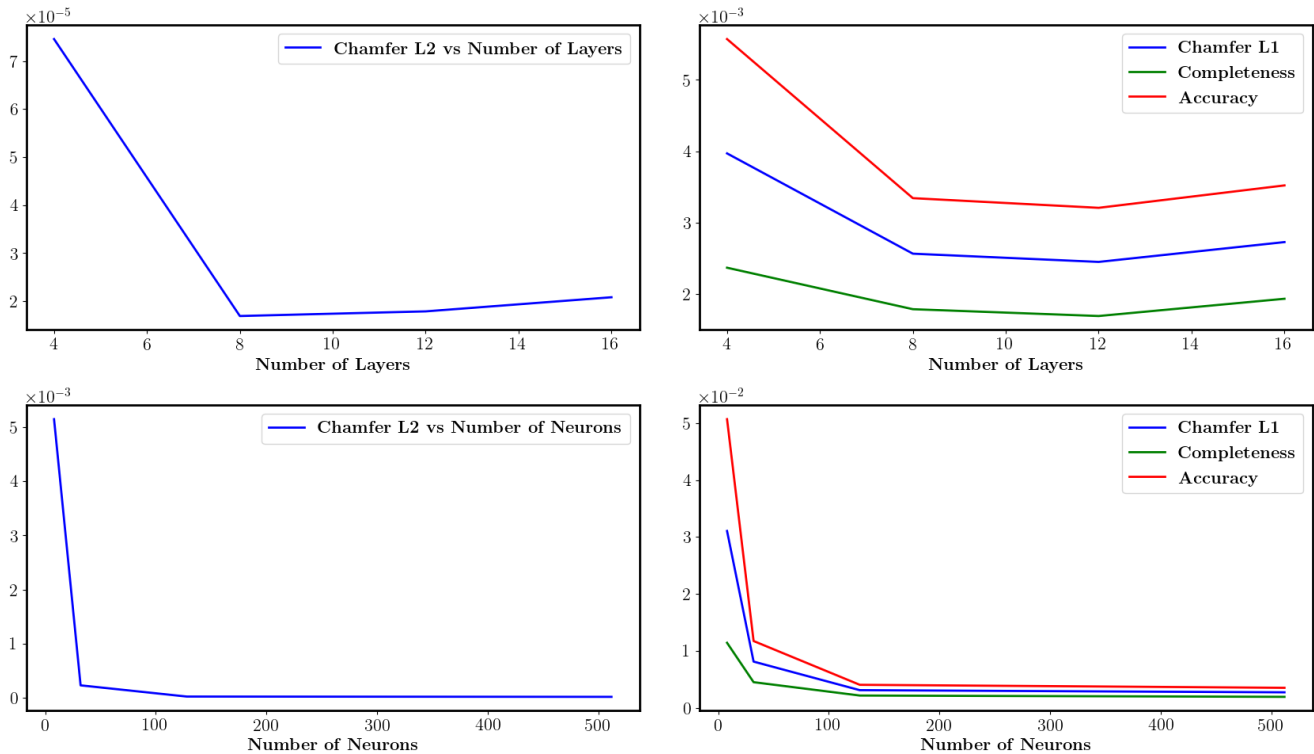 ×10⁻⁵
7
6
5
4
3
2
4 6 8 10 12 14 16
Number of Layers
Chamfer L2 vs Number of Layers
×10⁻³
5
4
3
2
4 6 8 10 12 14 16
Number of Layers
Chamfer L1
Completeness
Accuracy
×10⁻³
5
4
3
2
1
0
0 100 200 300 400 500
Number of Neurons
Chamfer L2 vs Number of Neurons
×10⁻²
5
4
3
2
1
0
0 100 200 300 400 500
Number of Neurons
Chamfer L1
Completeness
Accuracy